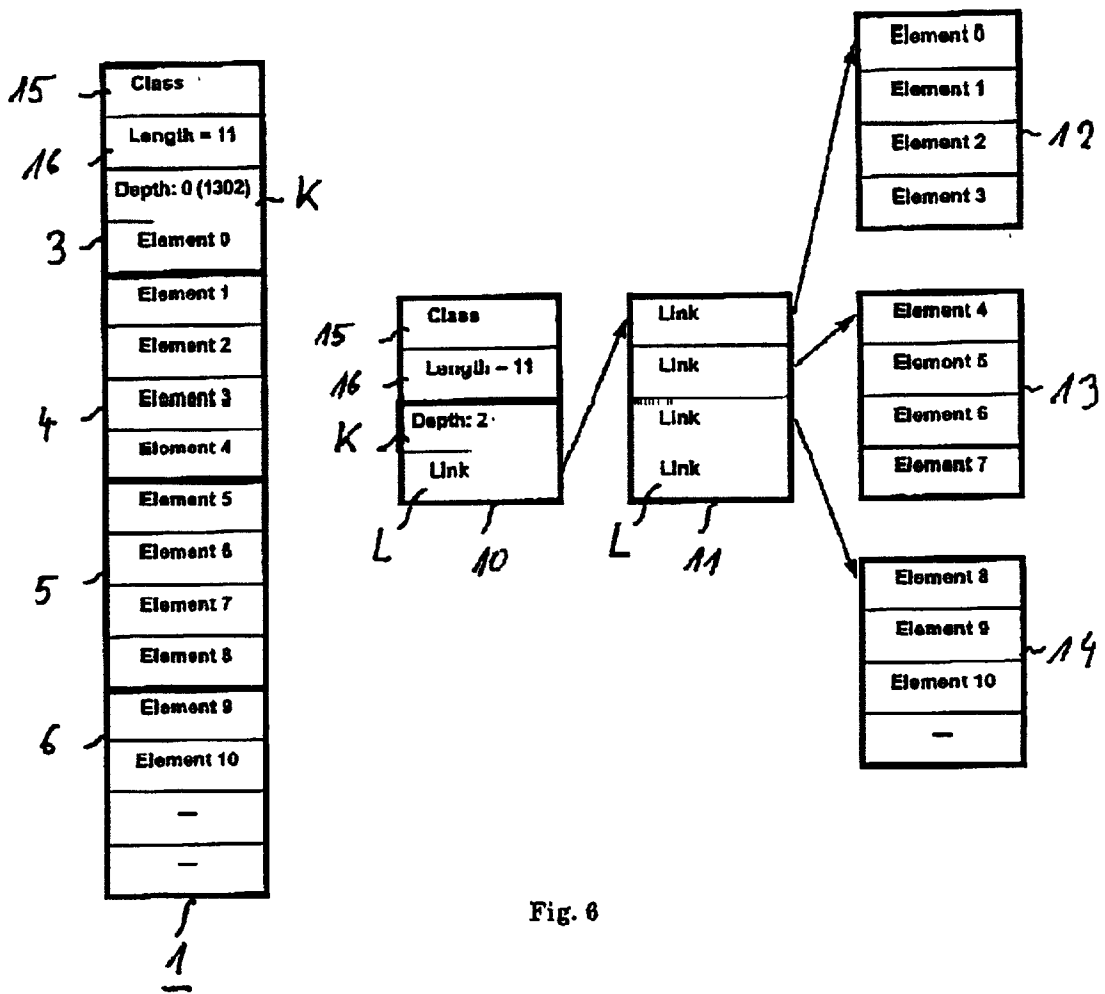 15
Class
16
Length = 11
Depth: 0 (1302)
K
3
Element 0
Element 1
Element 2
4
Element 3
Element 4
Element 5
5
Element 6
Element 7
Element 8
6
Element 9
Element 10
–
–
1
15
Class
16
Length – 11
K
Depth: 2
Link
L
10
Link
Link
Link
Link
L
11
Element 0
Element 1
Element 2
12
Element 3
Element 4
Element 5
13
Element 6
Element 7
Element 8
Element 9
14
Element 10
–
Fig. 6